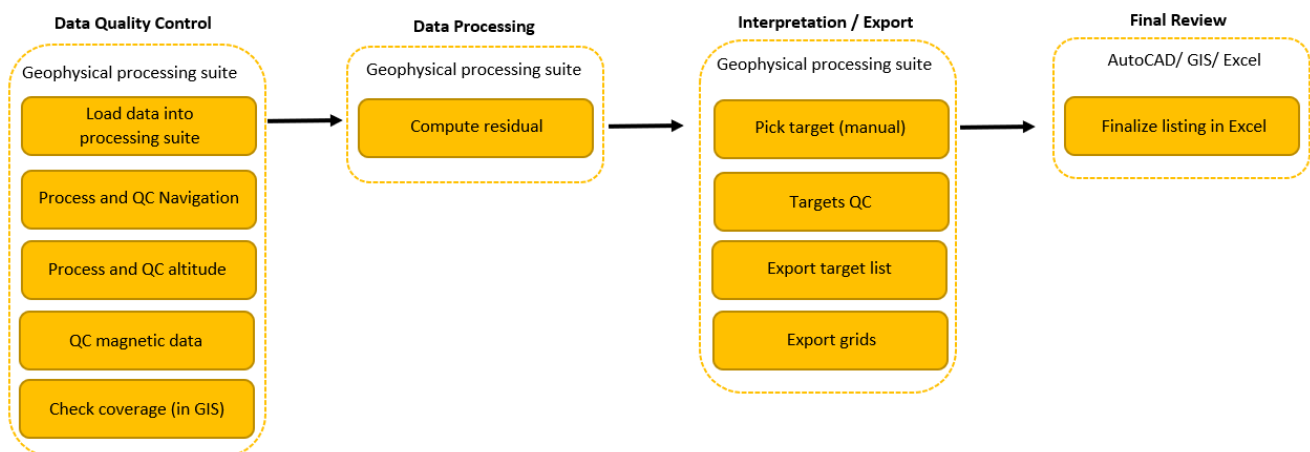 Data Quality Control
Geophysical processing suite
Load data into
processing suite
Process and QC Navigation
Process and QC altitude
QC magnetic data
Check coverage (in GIS)
Data Processing
Geophysical processing suite
Compute residual
Interpretation / Export
Geophysical processing suite
Pick target (manual)
Targets QC
Export target list
Export grids
Final Review
AutoCAD/ GIS/ Excel
Finalize listing in Excel